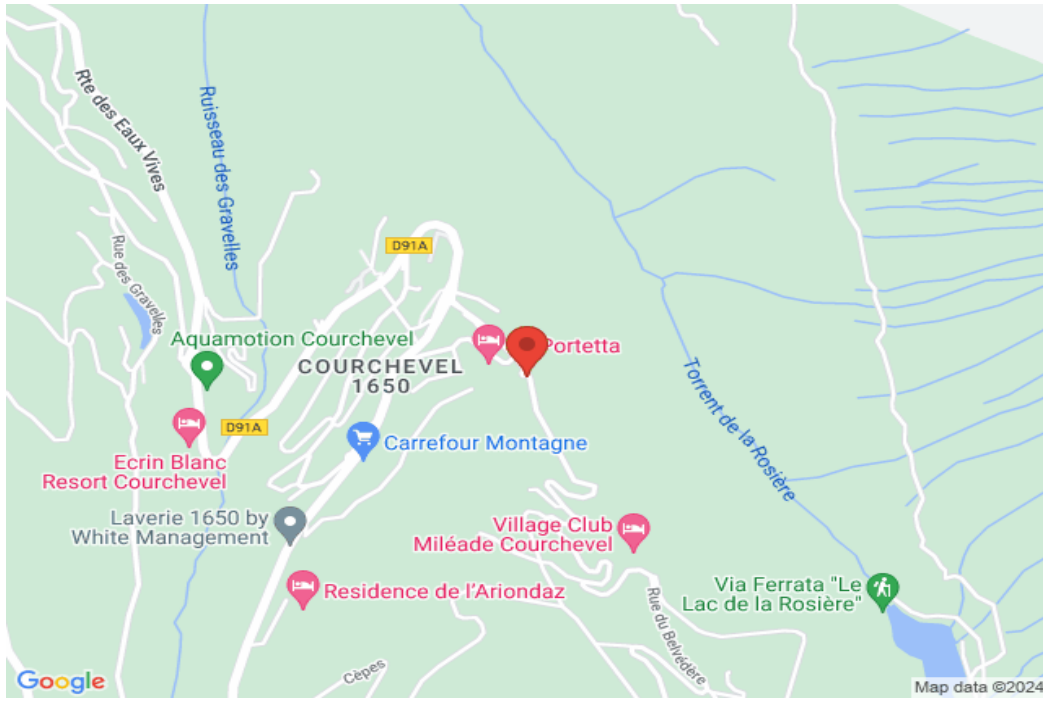 Rte des Eaux Vives
Ruisseau des Gravelles
Rue des Gravelles
D91A
Aquamotion Courchevel
COURCHEVEL
1650
Portetta
Torrent de la Rosière
D91A
Carrefour Montagne
Ecrin Blanc
Resort Courchevel
Laverie 1650 by
White Management
Village Club
Miléade Courchevel
Residence de l'Ariondaz
Via Ferrata "Le
Lac de la Rosière"
Rue du Belvédère
Cèpes
Google
Map data ©2024